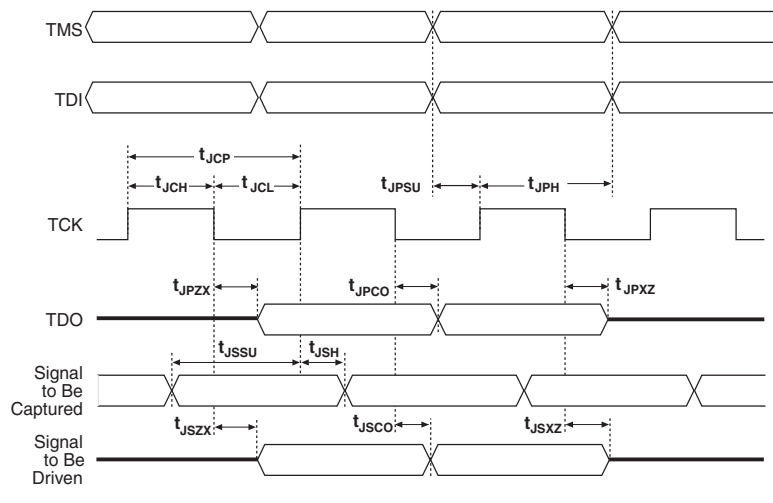 TMS
TDI
tJCP
tJCH tJCL tJPSU tJPH
TCK
tJPZX tJPCO tJPXZ
TDO
tJSSU tJSH
Signal
to Be
Captured
tJSZX tJSCO tJSXZ
Signal
to Be
Driven